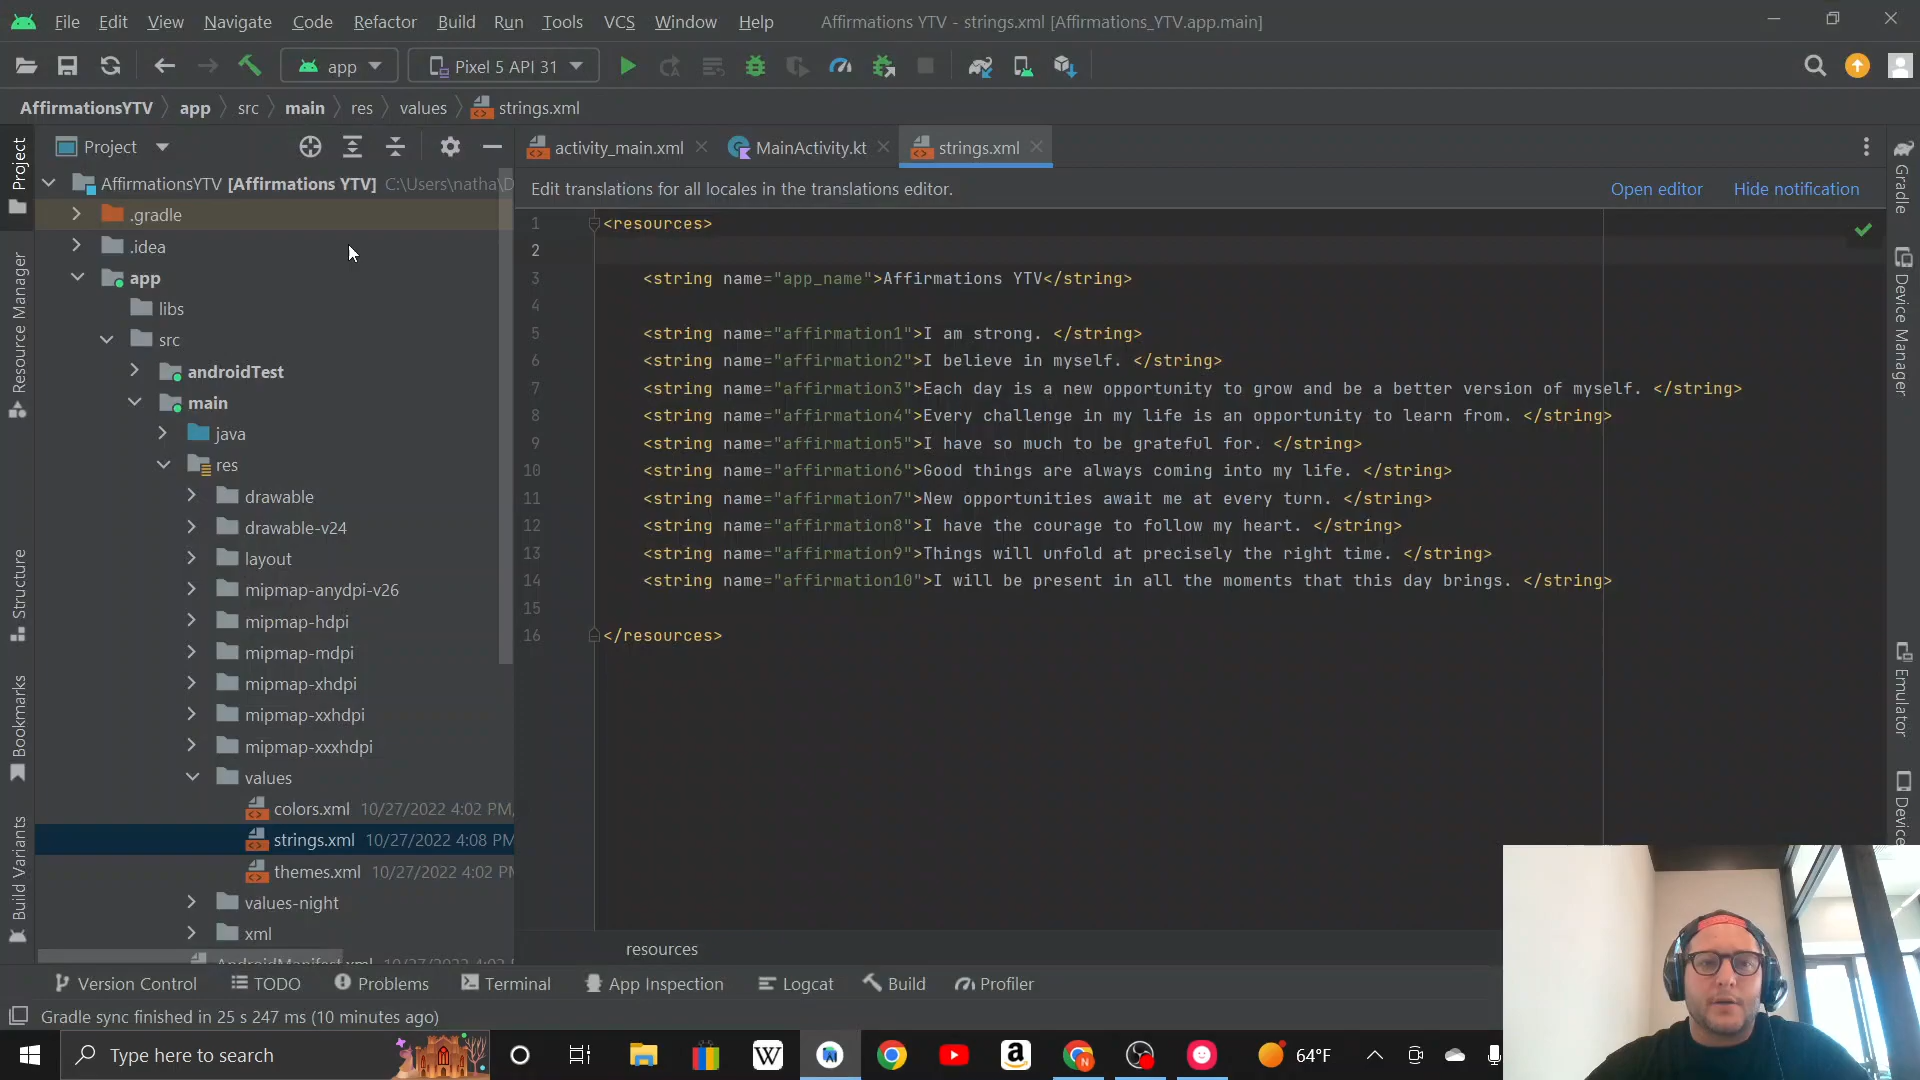 File Edit View Navigate Code Refactor Build Run Tools VCS Window Help Affirmations YTV - strings.xml [Affirmations_YTV.app.main]
app Pixel 5 API 31
AffirmationsYTV app src main res values strings.xml
Project
activity_main.xml MainActivity.kt strings.xml
Edit translations for all locales in the translations editor. Open editor Hide notification
AffirmationsYTV [Affirmations YTV] C:\Users\natha\D
.gradle
.idea
app
libs
src
androidTest
main
java
res
drawable
drawable-v24
layout
mipmap-anydpi-v26
mipmap-hdpi
mipmap-mdpi
mipmap-xhdpi
mipmap-xxhdpi
mipmap-xxxhdpi
values
colors.xml 10/27/2022 4:02 PM,
strings.xml 10/27/2022 4:08 PM
themes.xml 10/27/2022 4:02 PM
values-night
xml
1 <resources>
2
3 <string name="app_name">Affirmations YTV</string>
4
5 <string name="affirmation1">I am strong. </string>
6 <string name="affirmation2">I believe in myself. </string>
7 <string name="affirmation3">Each day is a new opportunity to grow and be a better version of myself. </string>
8 <string name="affirmation4">Every challenge in my life is an opportunity to learn from. </string>
9 <string name="affirmation5">I have so much to be grateful for. </string>
10 <string name="affirmation6">Good things are always coming into my life. </string>
11 <string name="affirmation7">New opportunities await me at every turn. </string>
12 <string name="affirmation8">I have the courage to follow my heart. </string>
13 <string name="affirmation9">Things will unfold at precisely the right time. </string>
14 <string name="affirmation10">I will be present in all the moments that this day brings. </string>
15
16 </resources>
resources
Project
Resource Manager
Structure
Bookmarks
Build Variants
Gradle
Device Manager
Emulator
Device
Version Control TODO Problems Terminal App Inspection Logcat Build Profiler
Gradle sync finished in 25 s 247 ms (10 minutes ago)
Type here to search
64°F